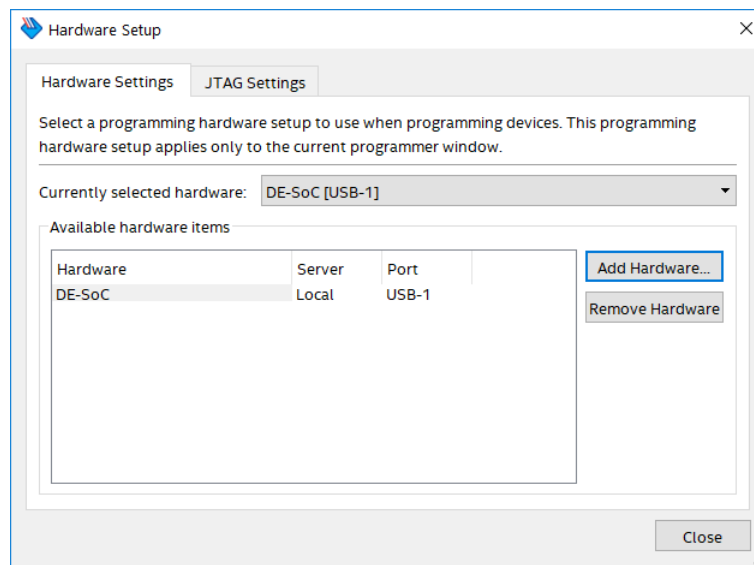 Hardware Setup
Hardware Settings
JTAG Settings
Select a programming hardware setup to use when programming devices. This programming
hardware setup applies only to the current programmer window.
Currently selected hardware: DE-SoC [USB-1]
Available hardware items
Hardware Server Port
DE-SoC Local USB-1
Add Hardware...
Remove Hardware
Close